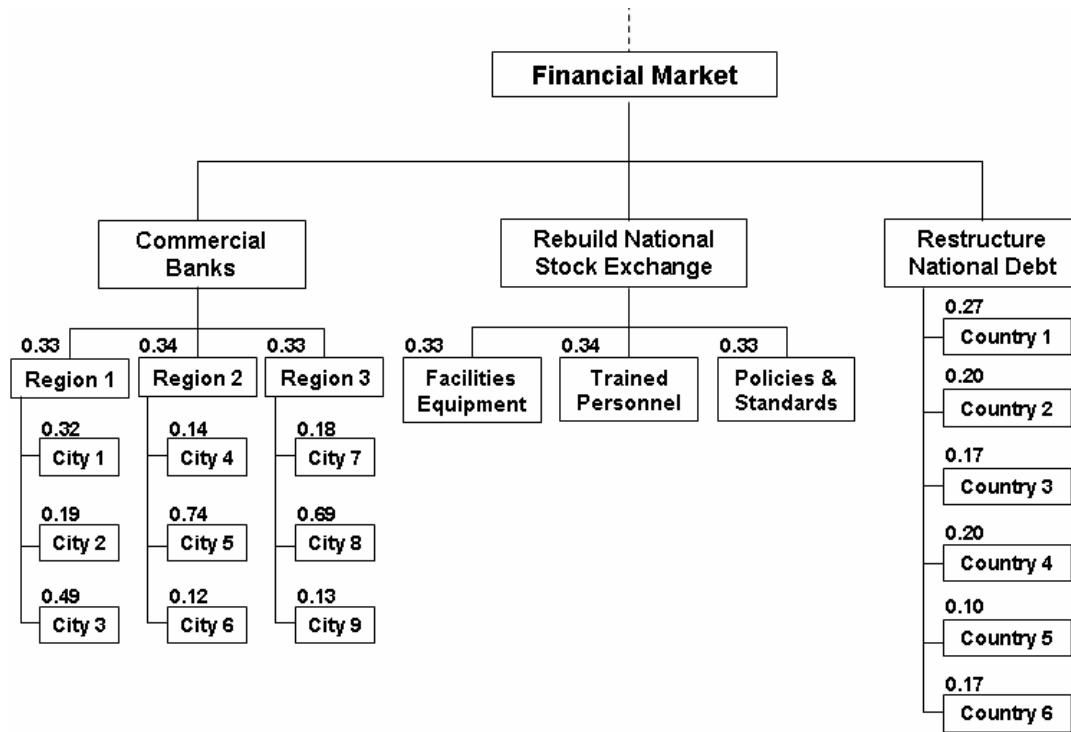 Financial Market
Commercial
Banks
Rebuild National
Stock Exchange
Restructure
National Debt
0.33
Region 1
0.34
Region 2
0.33
Region 3
0.32
City 1
0.19
City 2
0.49
City 3
0.14
City 4
0.74
City 5
0.12
City 6
0.18
City 7
0.69
City 8
0.13
City 9
0.33
Facilities
Equipment
0.34
Trained
Personnel
0.33
Policies &
Standards
0.27
Country 1
0.20
Country 2
0.17
Country 3
0.20
Country 4
0.10
Country 5
0.17
Country 6